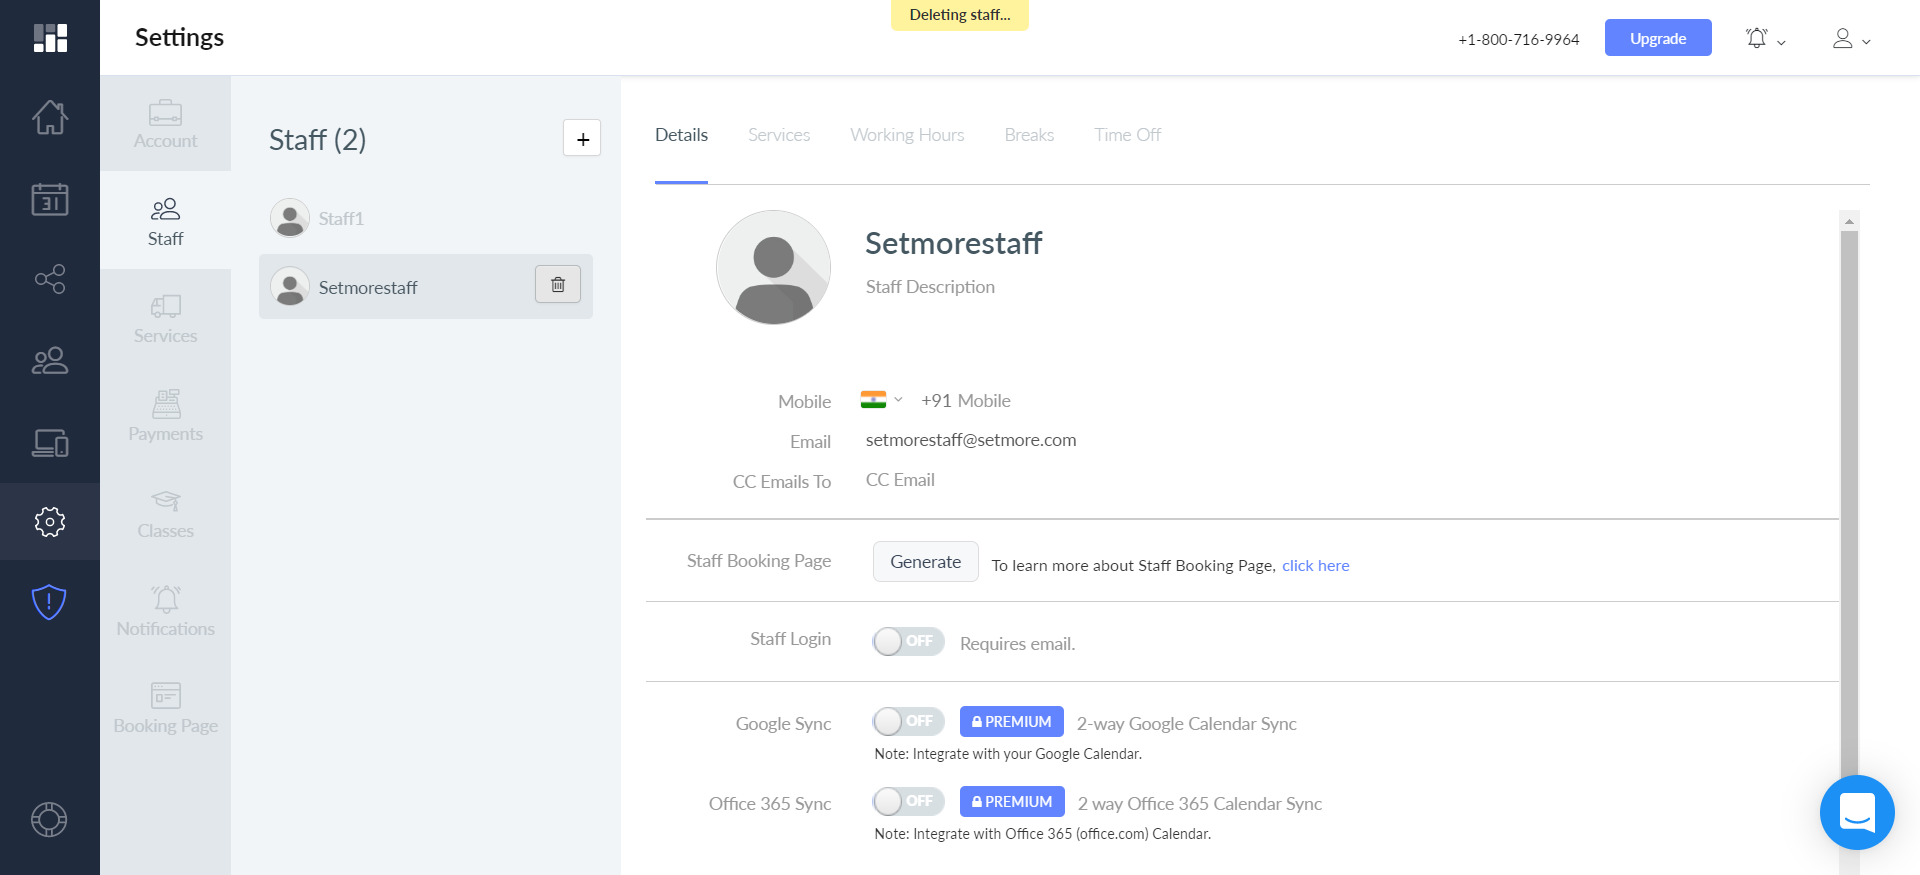 Settings
Deleting staff...
+1-800-716-9964
Upgrade
31
Account
Staff
Services
Payments
Classes
Notifications
Booking Page
Staff (2)
+
Staff1
Setmorestaff
Details
Services
Working Hours
Breaks
Time Off
Setmorestaff
Staff Description
Mobile
+91 Mobile
Email
setmorestaff@setmore.com
CC Emails To
CC Email
Staff Booking Page
Generate
To learn more about Staff Booking Page, click here
Staff Login
OFF
Requires email.
Google Sync
OFF
PREMIUM
2-way Google Calendar Sync
Note: Integrate with your Google Calendar.
Office 365 Sync
OFF
PREMIUM
2 way Office 365 Calendar Sync
Note: Integrate with Office 365 (office.com) Calendar.